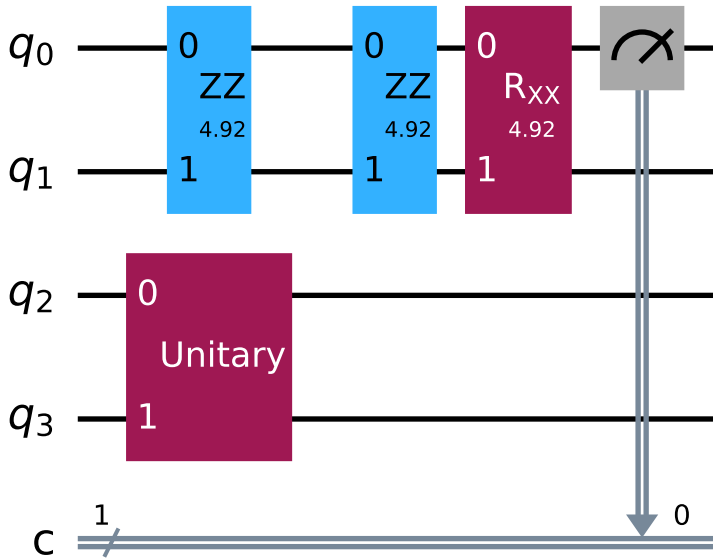 q0 0 0 0
ZZ ZZ RXX
4.92 4.92 4.92
q1 1 1 1
q2 0
Unitary
q3 1
1 0
c